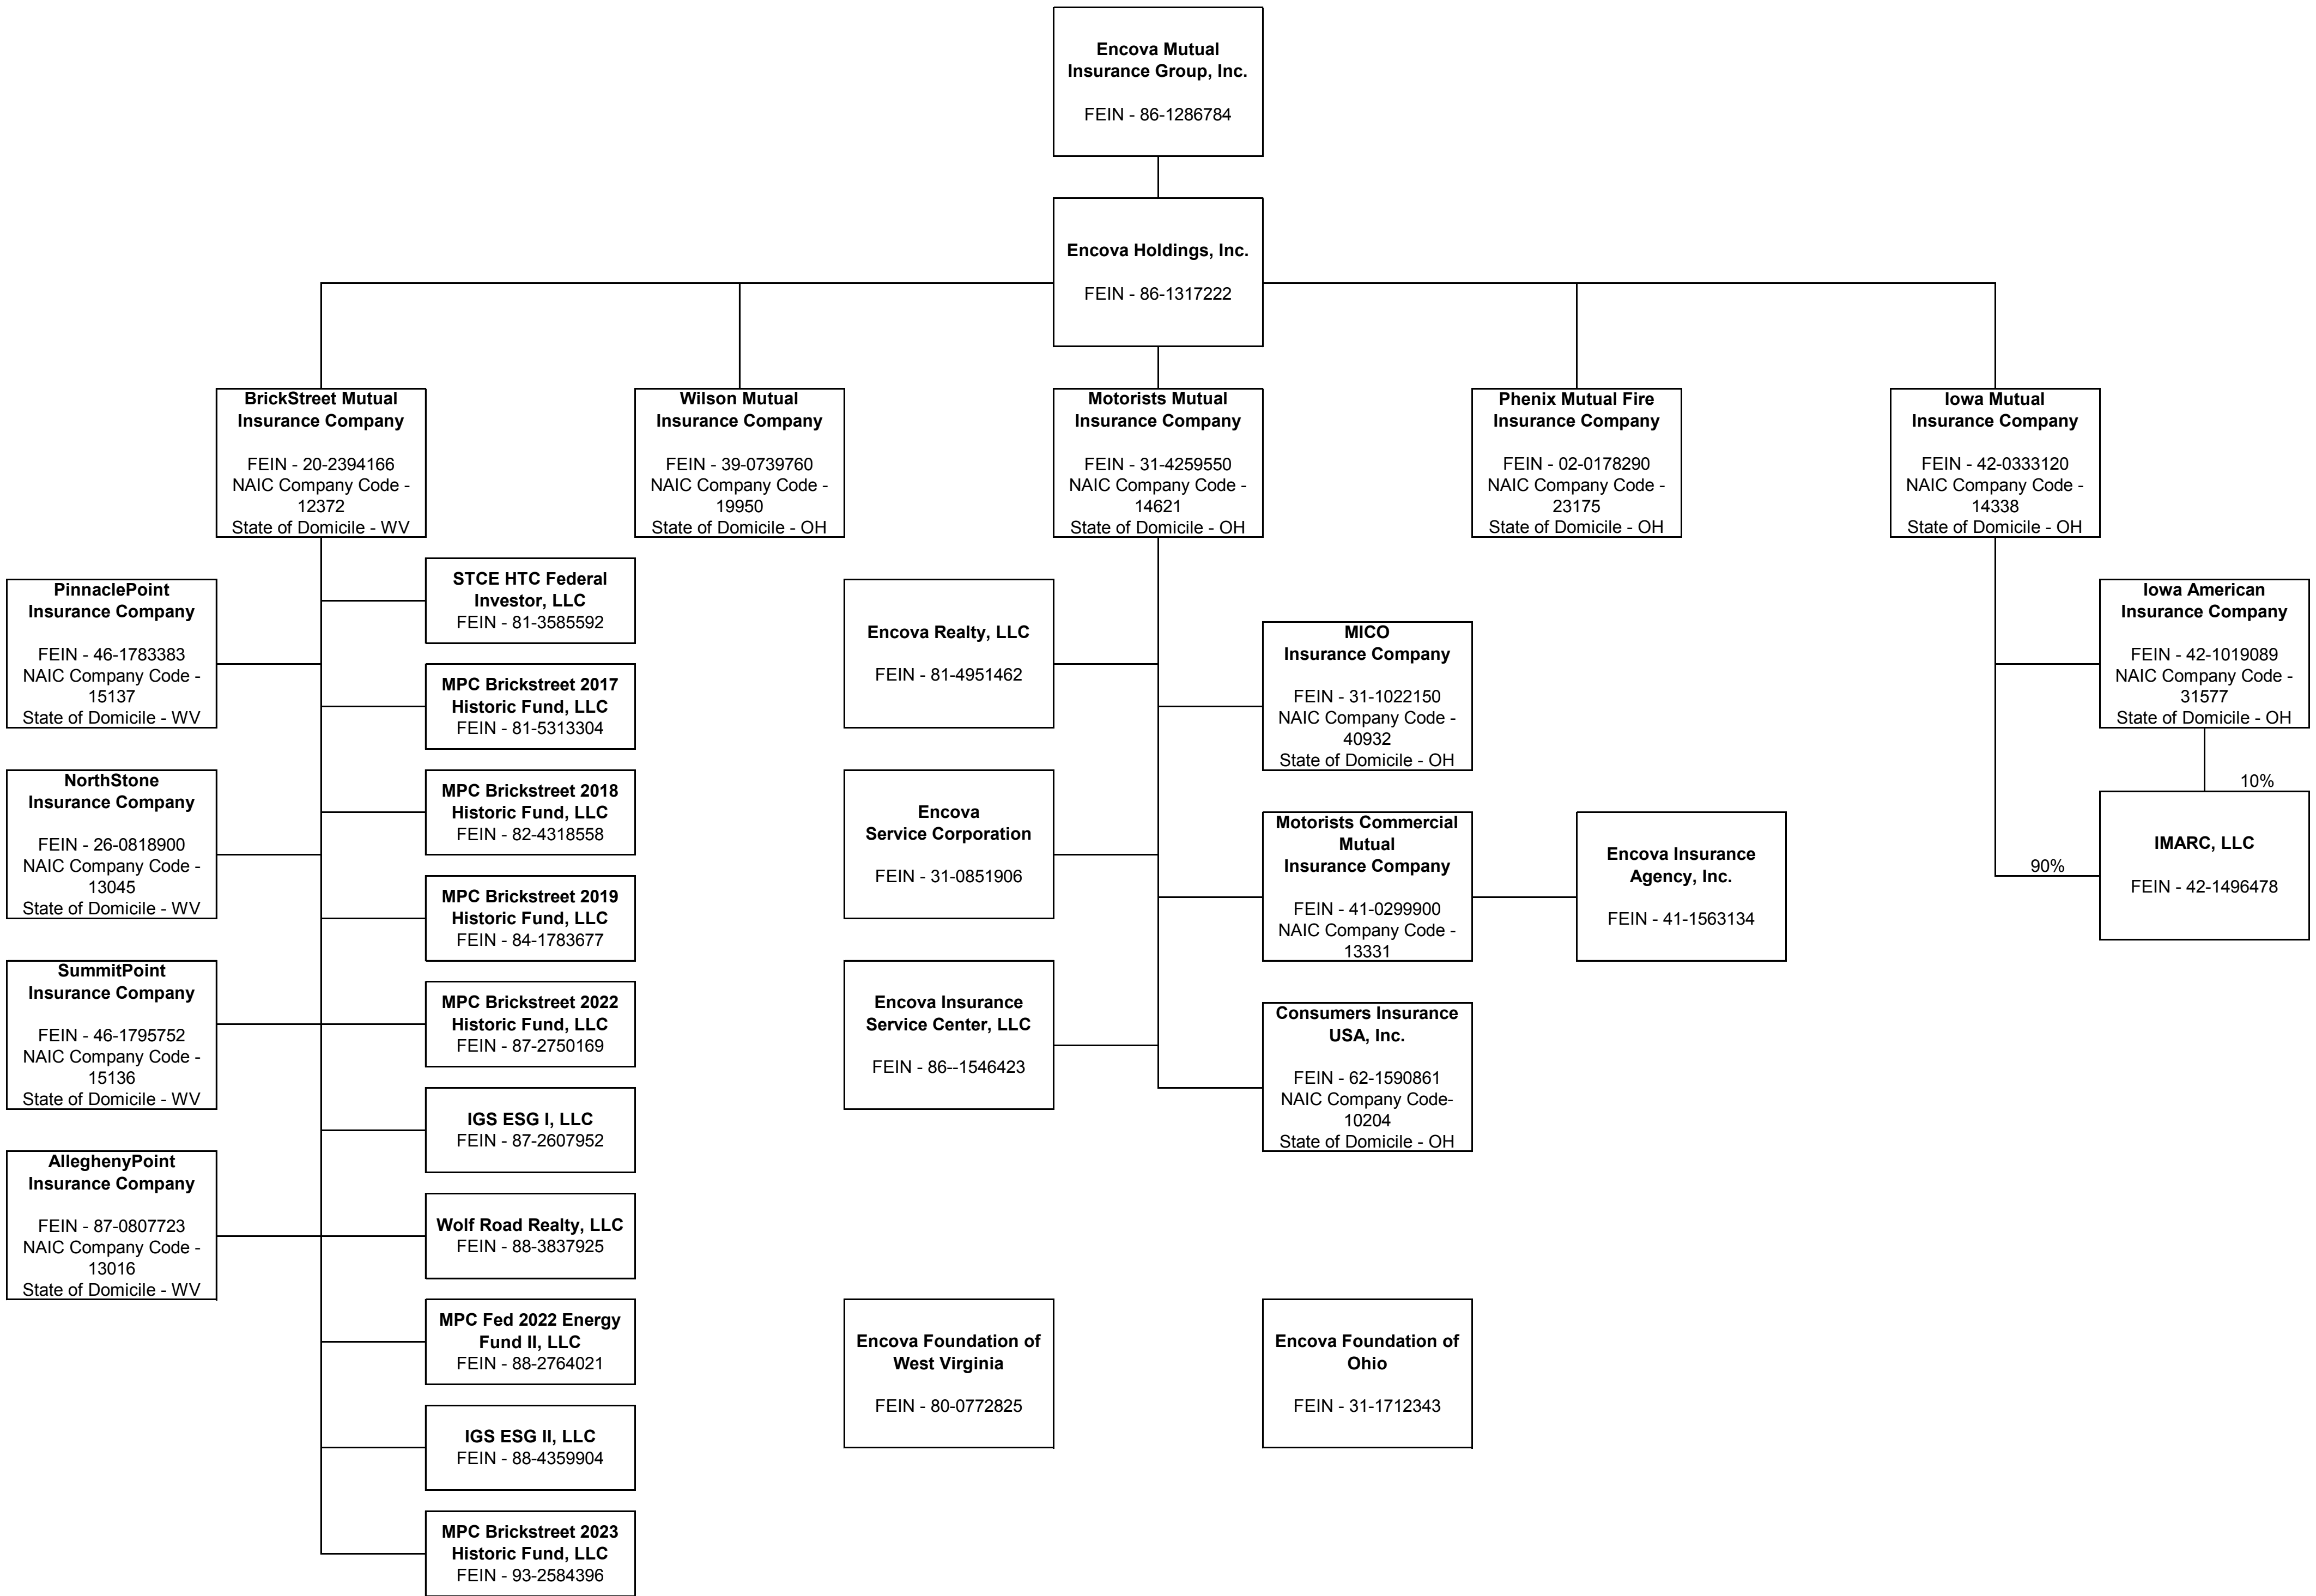 Encova Mutual
Insurance Group, Inc.
FEIN - 86-1286784
Encova Holdings, Inc.
FEIN - 86-1317222
BrickStreet Mutual
Insurance Company
FEIN - 20-2394166
NAIC Company Code -
12372
State of Domicile - WV
Wilson Mutual
Insurance Company
FEIN - 39-0739760
NAIC Company Code -
19950
State of Domicile - OH
Motorists Mutual
Insurance Company
FEIN - 31-4259550
NAIC Company Code -
14621
State of Domicile - OH
Phenix Mutual Fire
Insurance Company
FEIN - 02-0178290
NAIC Company Code -
23175
State of Domicile - OH
Iowa Mutual
Insurance Company
FEIN - 42-0333120
NAIC Company Code -
14338
State of Domicile - OH
PinnaclePoint
Insurance Company
FEIN - 46-1783383
NAIC Company Code -
15137
State of Domicile - WV
NorthStone
Insurance Company
FEIN - 26-0818900
NAIC Company Code -
13045
State of Domicile - WV
SummitPoint
Insurance Company
FEIN - 46-1795752
NAIC Company Code -
15136
State of Domicile - WV
AlleghenyPoint
Insurance Company
FEIN - 87-0807723
NAIC Company Code -
13016
State of Domicile - WV
STCE HTC Federal
Investor, LLC
FEIN - 81-3585592
MPC Brickstreet 2017
Historic Fund, LLC
FEIN - 81-5313304
MPC Brickstreet 2018
Historic Fund, LLC
FEIN - 82-4318558
MPC Brickstreet 2019
Historic Fund, LLC
FEIN - 84-1783677
MPC Brickstreet 2022
Historic Fund, LLC
FEIN - 87-2750169
IGS ESG I, LLC
FEIN - 87-2607952
Wolf Road Realty, LLC
FEIN - 88-3837925
MPC Fed 2022 Energy
Fund II, LLC
FEIN - 88-2764021
IGS ESG II, LLC
FEIN - 88-4359904
MPC Brickstreet 2023
Historic Fund, LLC
FEIN - 93-2584396
Encova Realty, LLC
FEIN - 81-4951462
Encova
Service Corporation
FEIN - 31-0851906
Encova Insurance
Service Center, LLC
FEIN - 86--1546423
MICO
Insurance Company
FEIN - 31-1022150
NAIC Company Code -
40932
State of Domicile - OH
Motorists Commercial
Mutual
Insurance Company
FEIN - 41-0299900
NAIC Company Code -
13331
Encova Insurance
Agency, Inc.
FEIN - 41-1563134
Consumers Insurance
USA, Inc.
FEIN - 62-1590861
NAIC Company Code-
10204
State of Domicile - OH
Iowa American
Insurance Company
FEIN - 42-1019089
NAIC Company Code -
31577
State of Domicile - OH
10%
90%
IMARC, LLC
FEIN - 42-1496478
Encova Foundation of
West Virginia
FEIN - 80-0772825
Encova Foundation of
Ohio
FEIN - 31-1712343